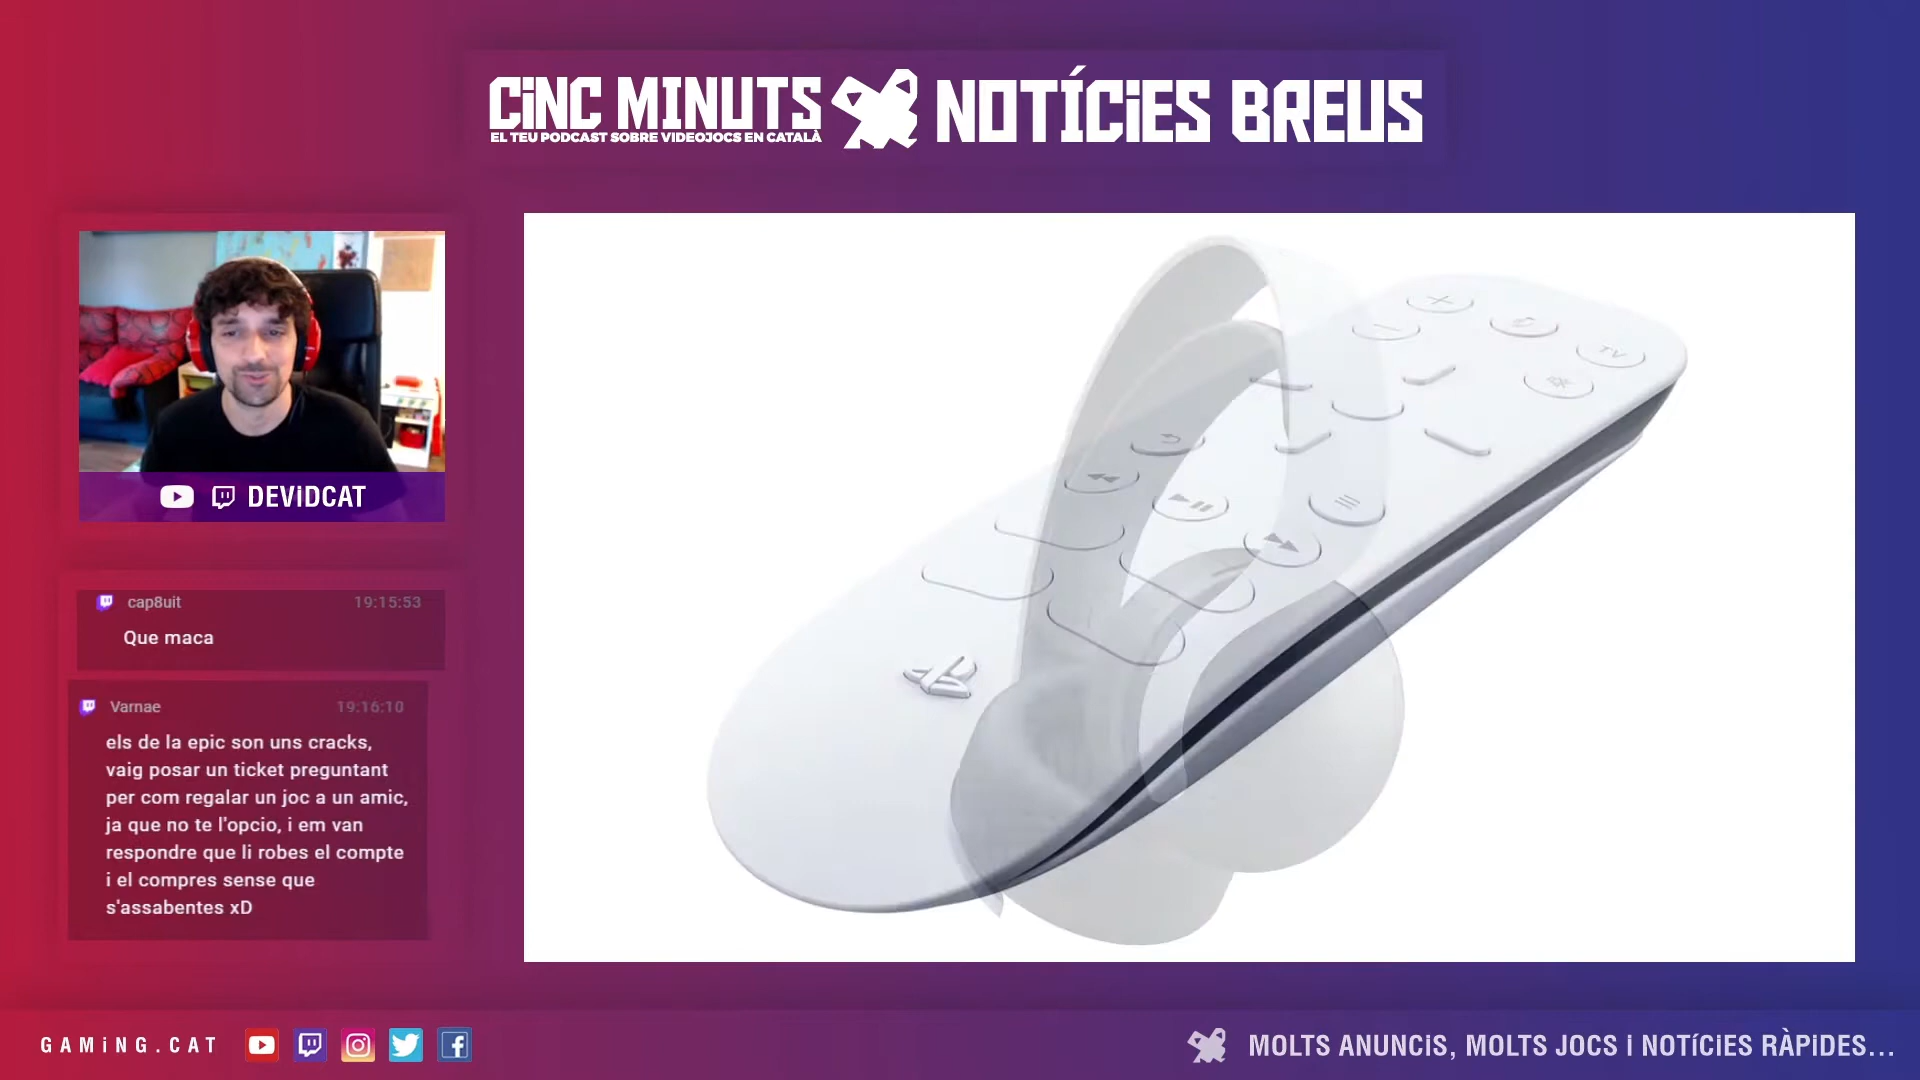 CiNC MINUTS
EL TEU PODCAST SOBRE VIDEOJOCS EN CATALÀ
NOTÍCiES BREUS
DEViDCAT
cap8uit 19:15:53
Que maca
Varnae 19:16:10
els de la epic son uns cracks,
vaig posar un ticket preguntant
per com regalar un joc a un amic,
ja que no te l'opcio, i em van
respondre que li robes el compte
i el compres sense que
s'assabentes xD
TV
GAMiNG.CAT
MOLTS ANUNCiS, MOLTS JOCS i NOTíCiES RÀPiDES...